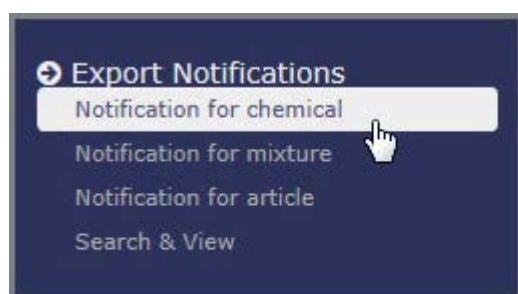 Export Notifications
Notification for chemical
Notification for mixture
Notification for article
Search & View